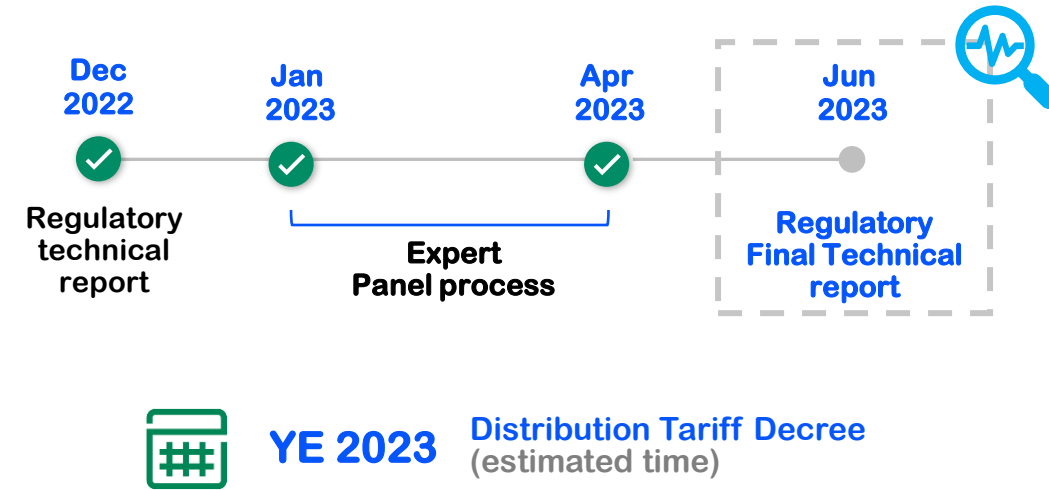 Dec
2022
Jan
2023
Apr
2023
Jun
2023
Regulatory
technical
report
Expert
Panel process
Regulatory
Final Technical
report
YE 2023
Distribution Tariff Decree
(estimated time)